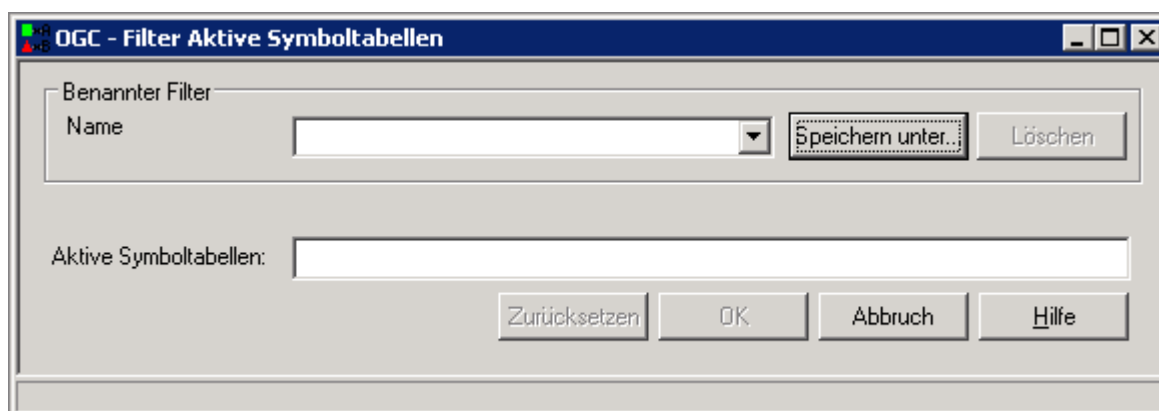 OGC - Filter Aktive Symboltabellen
Benannter Filter
Name
Speichern unter..
Löschen
Aktive Symboltabellen:
Zurücksetzen
OK
Abbruch
Hilfe